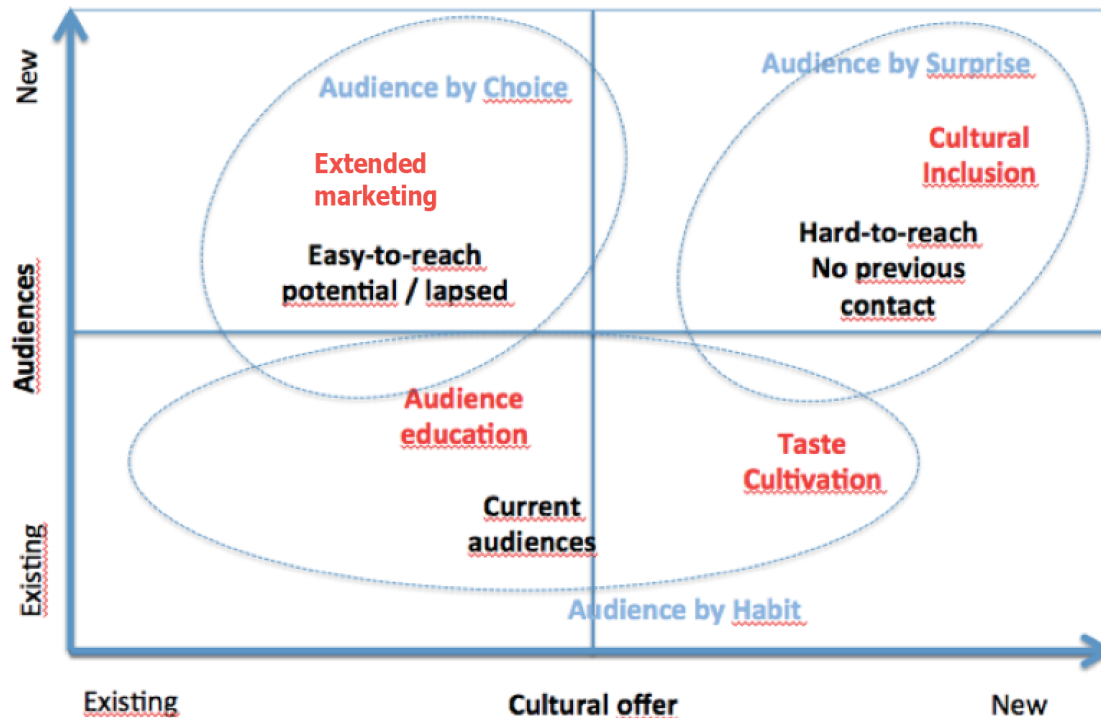 New
Audience by Choice
Audience by Surprise
Extended
marketing
Cultural
Inclusion
Easy-to-reach
potential / lapsed
Hard-to-reach
No previous
contact
Audiences
Audience
education
Taste
Cultivation
Current
audiences
Existing
Audience by Habit
Existing
Cultural offer
New